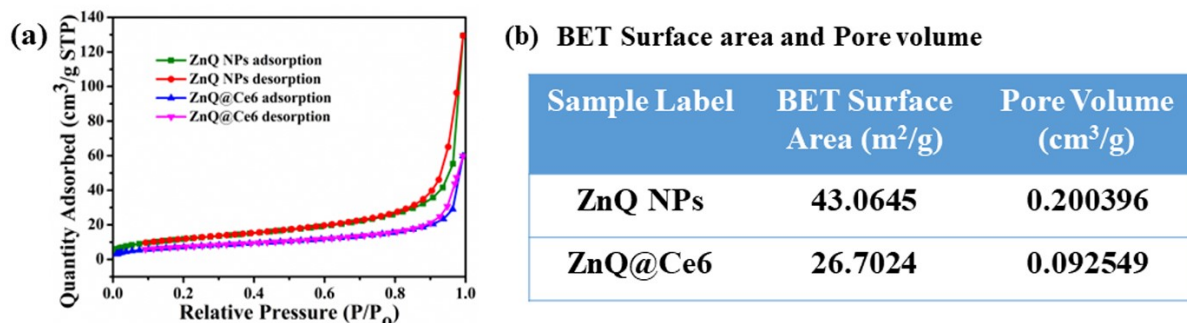 (a)
Quantity Adsorbed (cm³/g STP)
140
120
100
80
60
40
20
0
ZnQ NPs adsorption
ZnQ NPs desorption
ZnQ@Ce6 adsorption
ZnQ@Ce6 desorption
0.0 0.2 0.4 0.6 0.8 1.0
Relative Pressure (P/Pₒ)
(b) BET Surface area and Pore volume
Sample Label BET Surface Area (m²/g) Pore Volume (cm³/g)
ZnQ NPs 43.0645 0.200396
ZnQ@Ce6 26.7024 0.092549